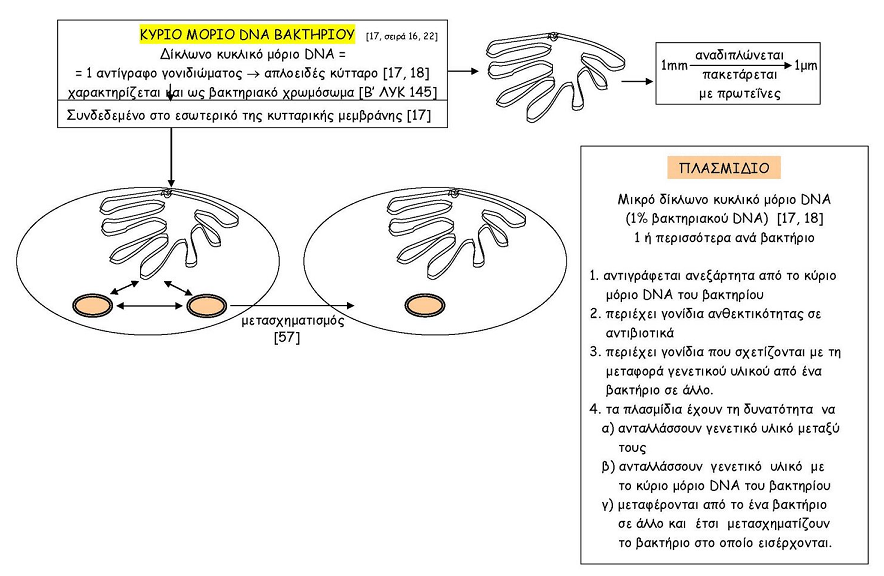 ΚΥΡΙΟ ΜΟΡΙΟ DNA ΒΑΚΤΗΡΙΟΥ [17, σειρά 16, 22]
Δίκλωνο κυκλικό μόριο DNA =
= 1 αντίγραφο γονιδιώματος → απλοειδές κύτταρο [17, 18]
χαρακτηρίζεται και ως βακτηριακό χρωμόσωμα [Β’ ΛΥΚ 145]
Συνδεδεμένο στο εσωτερικό της κυτταρικής μεμβράνης [17]
αναδιπλώνεται
1mm → 1μm
πακετάρεται
με πρωτεΐνες
μετασχηματισμός
[57]
ΠΛΑΣΜΙΔΙΟ
Μικρό δίκλωνο κυκλικό μόριο DNA
(1% βακτηριακού DNA) [17, 18]
1 ή περισσότερα ανά βακτήριο
1. αντιγράφεται ανεξάρτητα από το κύριο
μόριο DNA του βακτηρίου
2. περιέχει γονίδια ανθεκτικότητας σε
αντιβιοτικά
3. περιέχει γονίδια που σχετίζονται με τη
μεταφορά γενετικού υλικού από ένα
βακτήριο σε άλλο.
4. τα πλασμίδια έχουν τη δυνατότητα να
α) ανταλλάσσουν γενετικό υλικό μεταξύ
τους
β) ανταλλάσσουν γενετικό υλικό με
το κύριο μόριο DNA του βακτηρίου
γ) μεταφέρονται από το ένα βακτήριο
σε άλλο και έτσι μετασχηματίζουν
το βακτήριο στο οποίο εισέρχονται.